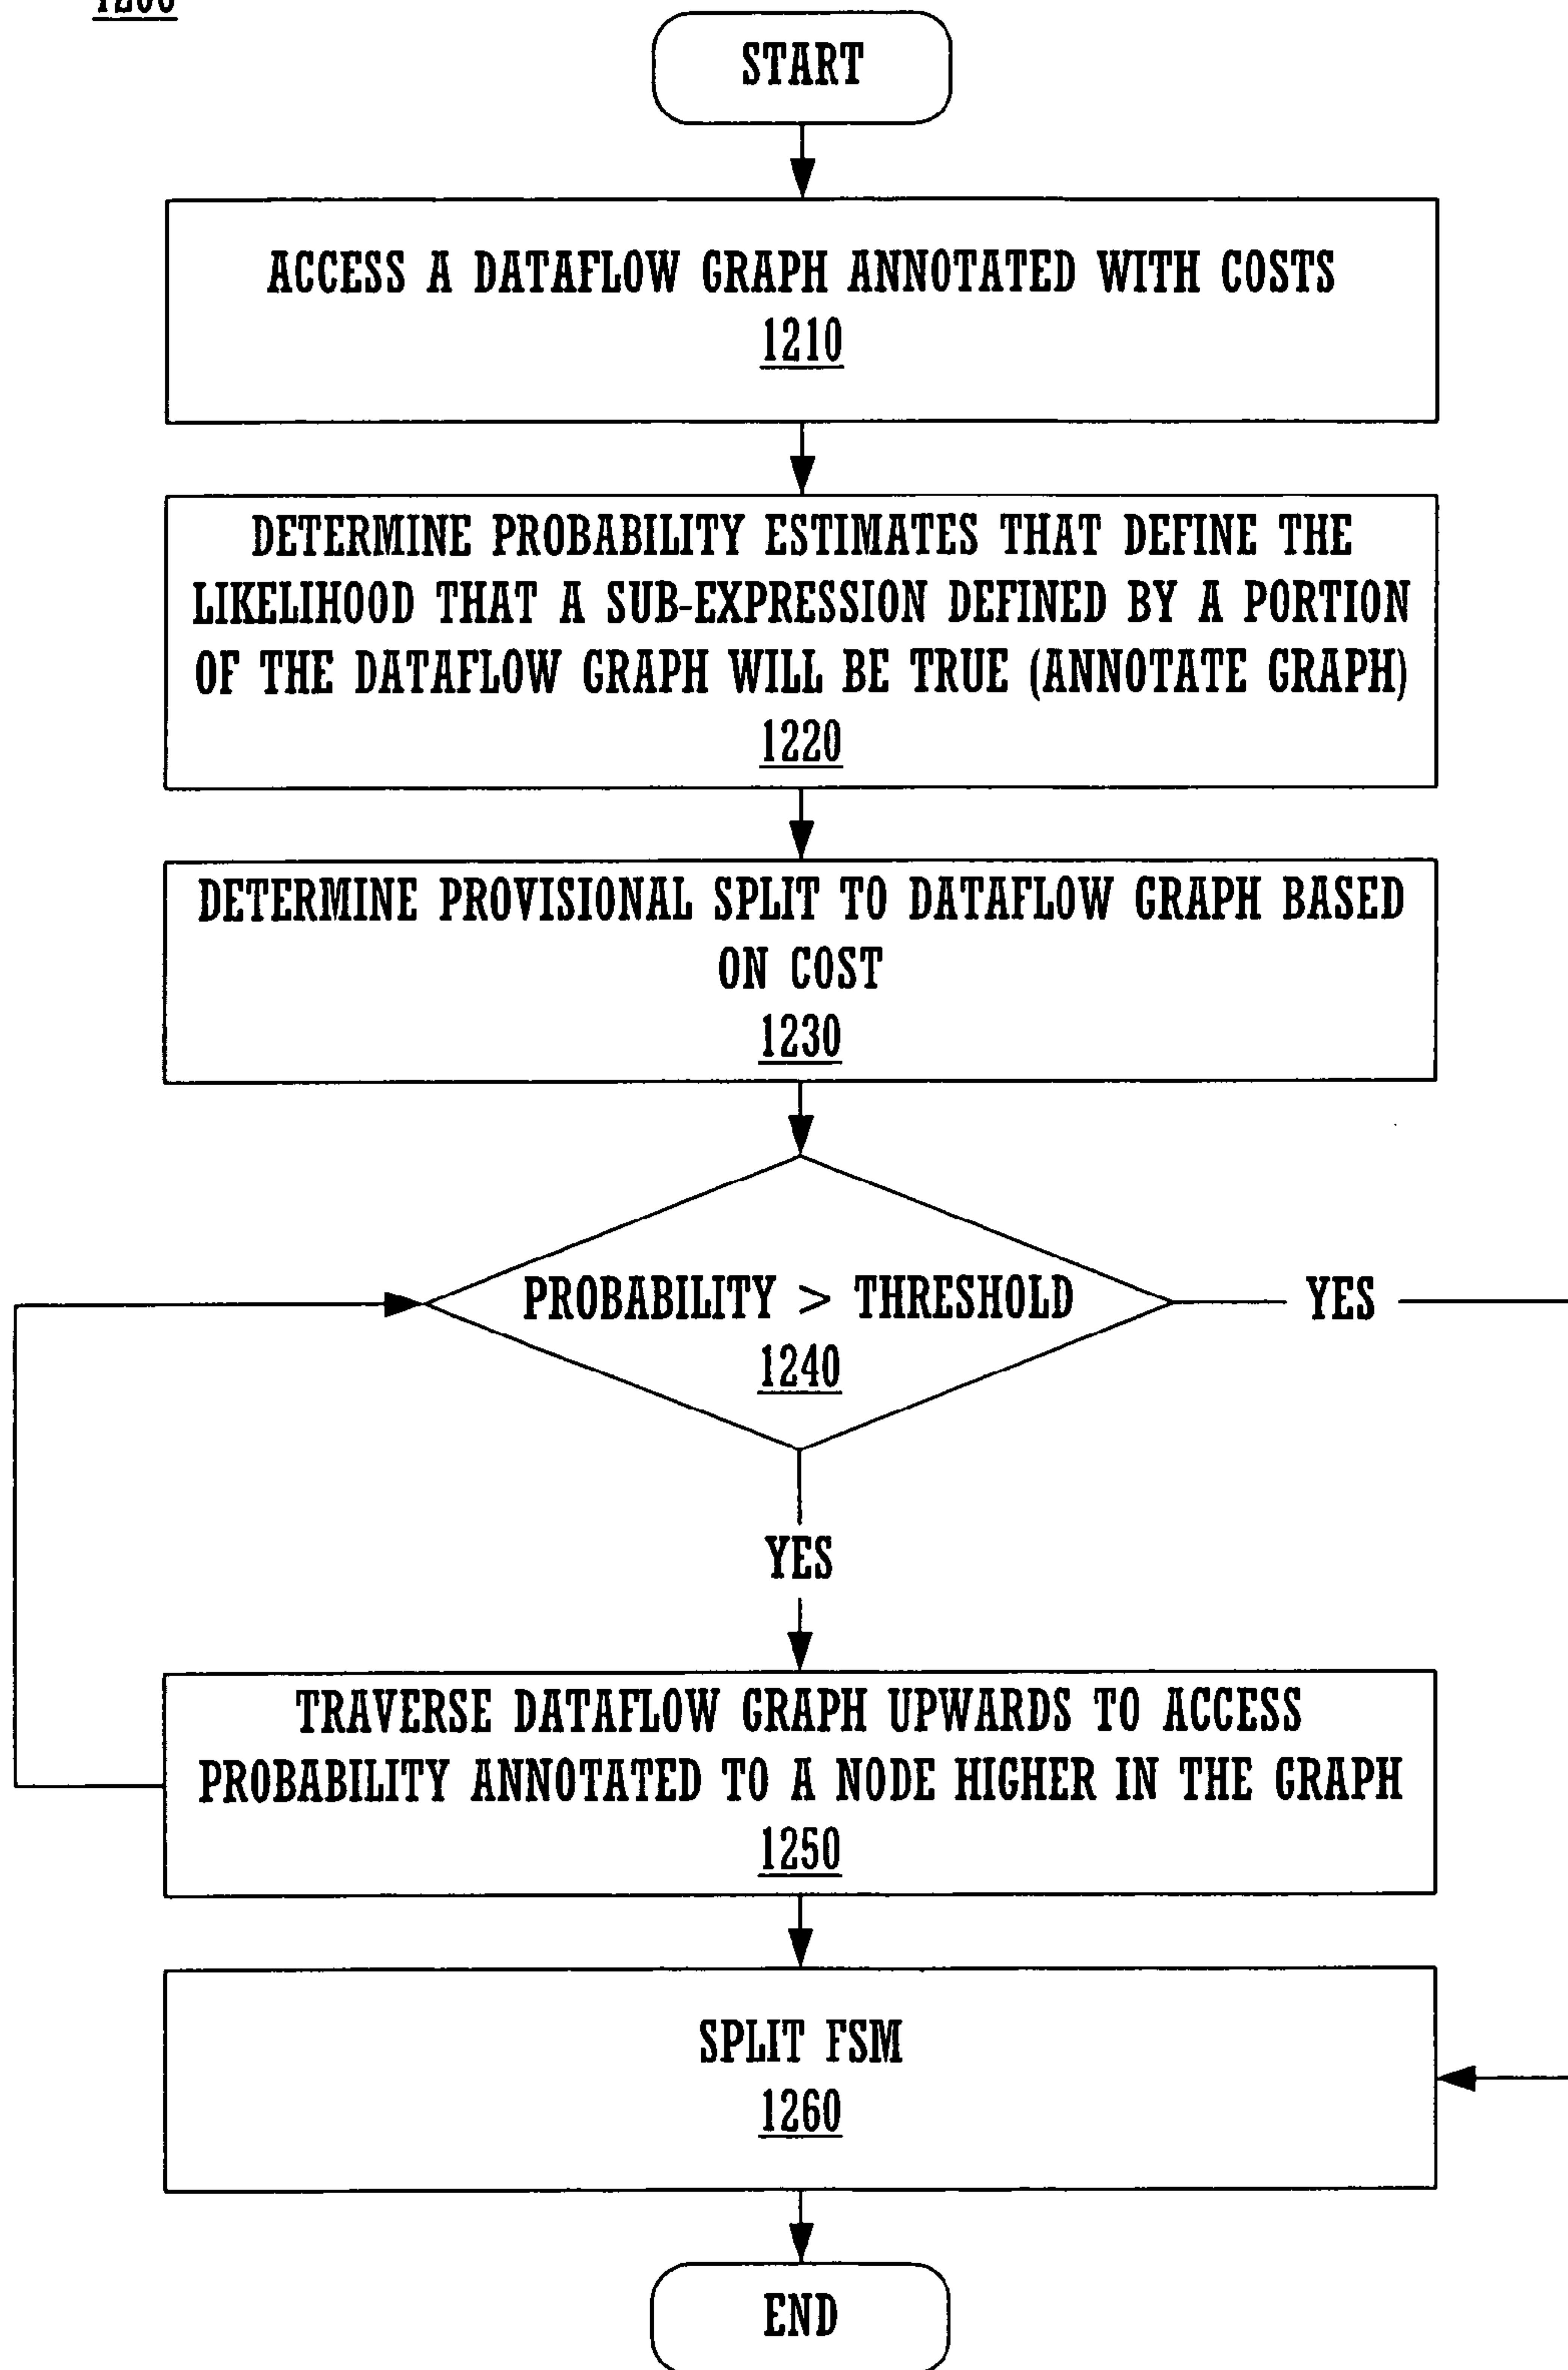 START
ACCESS A DATAFLOW GRAPH ANNOTATED WITH COSTS
1210
DETERMINE PROBABILITY ESTIMATES THAT DEFINE THE
LIKELIHOOD THAT A SUB-EXPRESSION DEFINED BY A PORTION
OF THE DATAFLOW GRAPH WILL BE TRUE (ANNOTATE GRAPH)
1220
DETERMINE PROVISIONAL SPLIT TO DATAFLOW GRAPH BASED
ON COST
1230
PROBABILITY > THRESHOLD
1240
YES
YES
TRAVERSE DATAFLOW GRAPH UPWARDS TO ACCESS
PROBABILITY ANNOTATED TO A NODE HIGHER IN THE GRAPH
1250
SPLIT FSM
1260
END